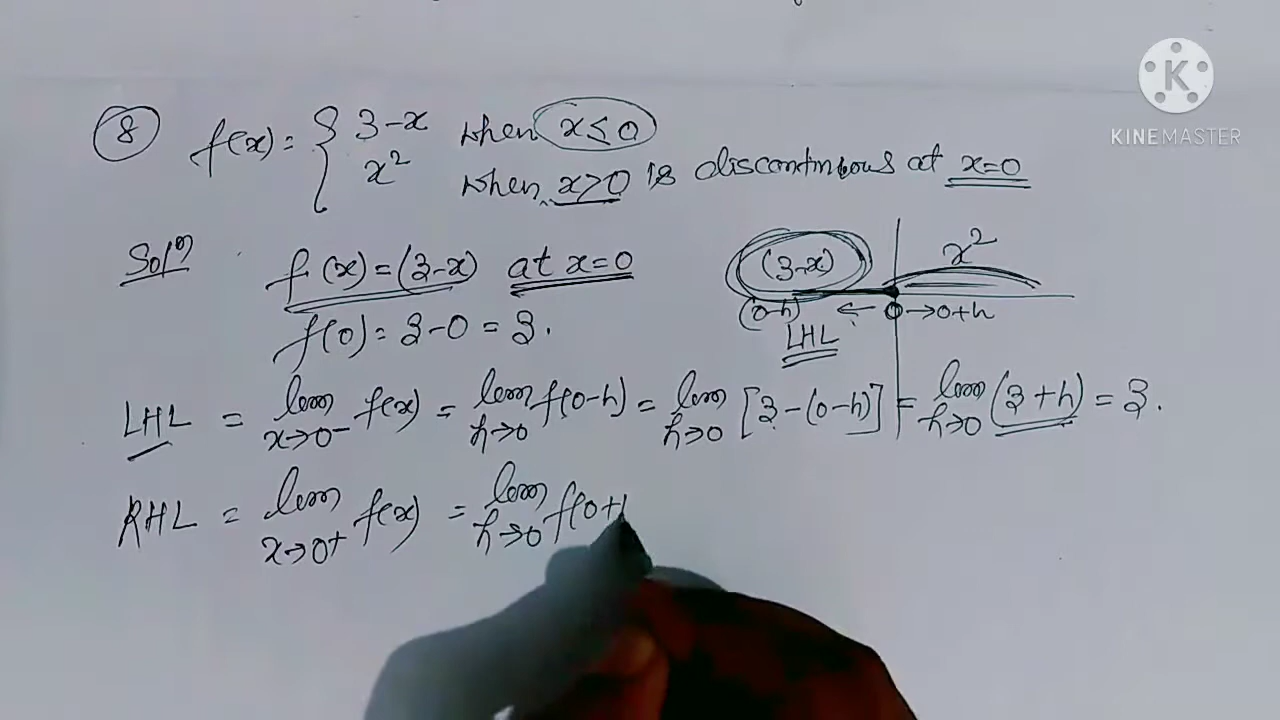 K
KINEMASTER
⑧ f(x) = { 3-x when x ≤ 0
x² when x>0 is discontinuous at x=0
Solⁿ f(x) = (3-x) at x=0
(3-x) x²
f(0) = 3-0 = 3.
(0-h) ← 0 → 0+h
LHL
LHL = lim x→0⁻ f(x) = lim h→0 f(0-h) = lim h→0 [3-(0-h)] = lim h→0 (3+h) = 3.
RHL = lim x→0⁺ f(x) = lim h→0 f(0+